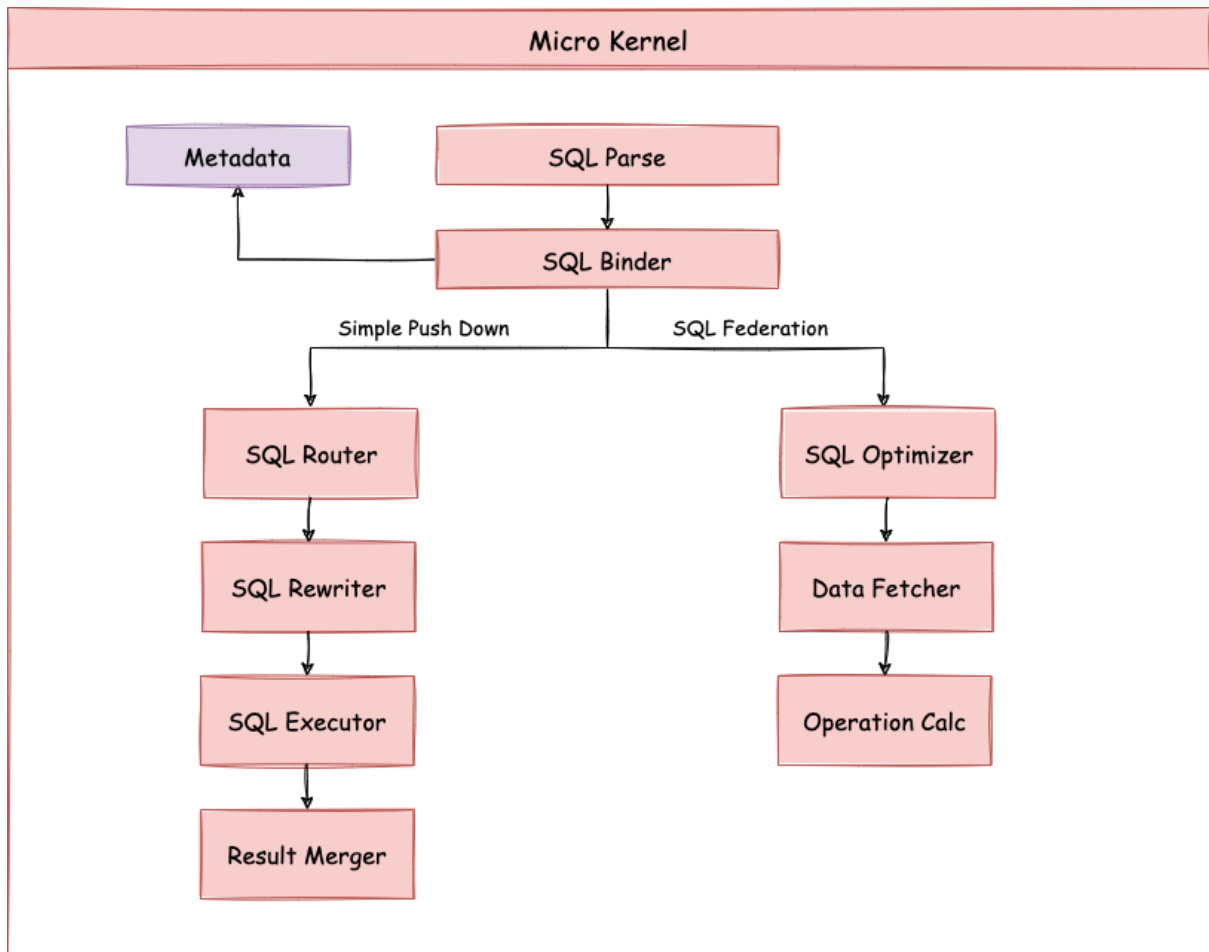 Micro Kernel
Metadata
SQL Parse
SQL Binder
Simple Push Down
SQL Federation
SQL Router
SQL Optimizer
SQL Rewriter
Data Fetcher
SQL Executor
Operation Calc
Result Merger